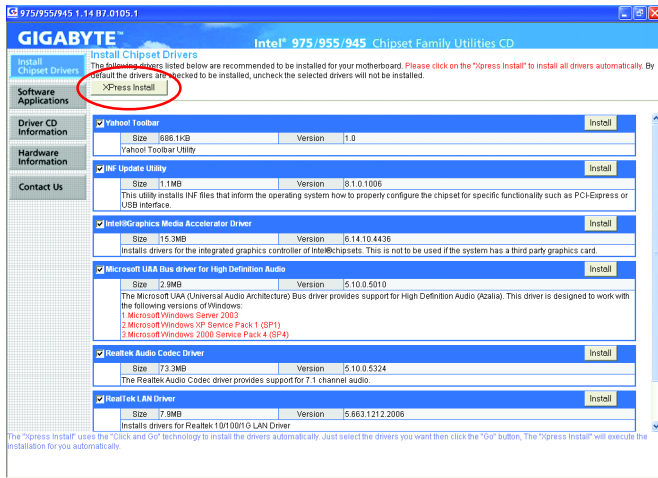 975/955/945 1.14 B7.0105.1
GIGABYTE™
Intel® 975/955/945 Chipset Family Utilities CD
Install
Chipset Drivers
Software
Applications
Driver CD
Information
Hardware
Information
Contact Us
Install Chipset Drivers
The following drivers listed below are recommended to be installed for your motherboard. Please click on the "Xpress Install" to install all drivers automatically. By
default the drivers are checked to be installed, uncheck the selected drivers will not be installed.
XPress Install
Yahoo! Toolbar Install
Size 686.1KB Version 1.0
Yahoo! Toolbar Utility
INF Update Utility Install
Size 1.1MB Version 8.1.0.1006
This utility installs INF files that inform the operating system how to properly configure the chipset for specific functionality such as PCI-Express or
USB interface.
Intel®Graphics Media Accelerator Driver Install
Size 15.3MB Version 6.14.10.4436
Installs drivers for the integrated graphics controller of Intel®chipsets. This is not to be used if the system has a third party graphics card.
Microsoft UAA Bus driver for High Definition Audio Install
Size 2.9MB Version 5.10.0.5010
The Microsoft UAA (Universal Audio Architecture) Bus driver provides support for High Definition Audio (Azalia). This driver is designed to work with
the following versions of Windows:
1.Microsoft Windows Server 2003
2.Microsoft Windows XP Service Pack 1 (SP1)
3.Microsoft Windows 2000 Service Pack 4 (SP4)
Realtek Audio Codec Driver Install
Size 73.3MB Version 5.10.0.5324
The Realtek Audio Codec driver provides support for 7.1 channel audio.
RealTek LAN Driver Install
Size 7.9MB Version 5.663.1212.2006
Installs drivers for Realtek 10/100/1G LAN Driver
The "Xpress Install" uses the "Click and Go" technology to install the drivers automatically. Just select the drivers you want then click the "Go" button, The "Xpress Install" will execute the
installation for you automatically.